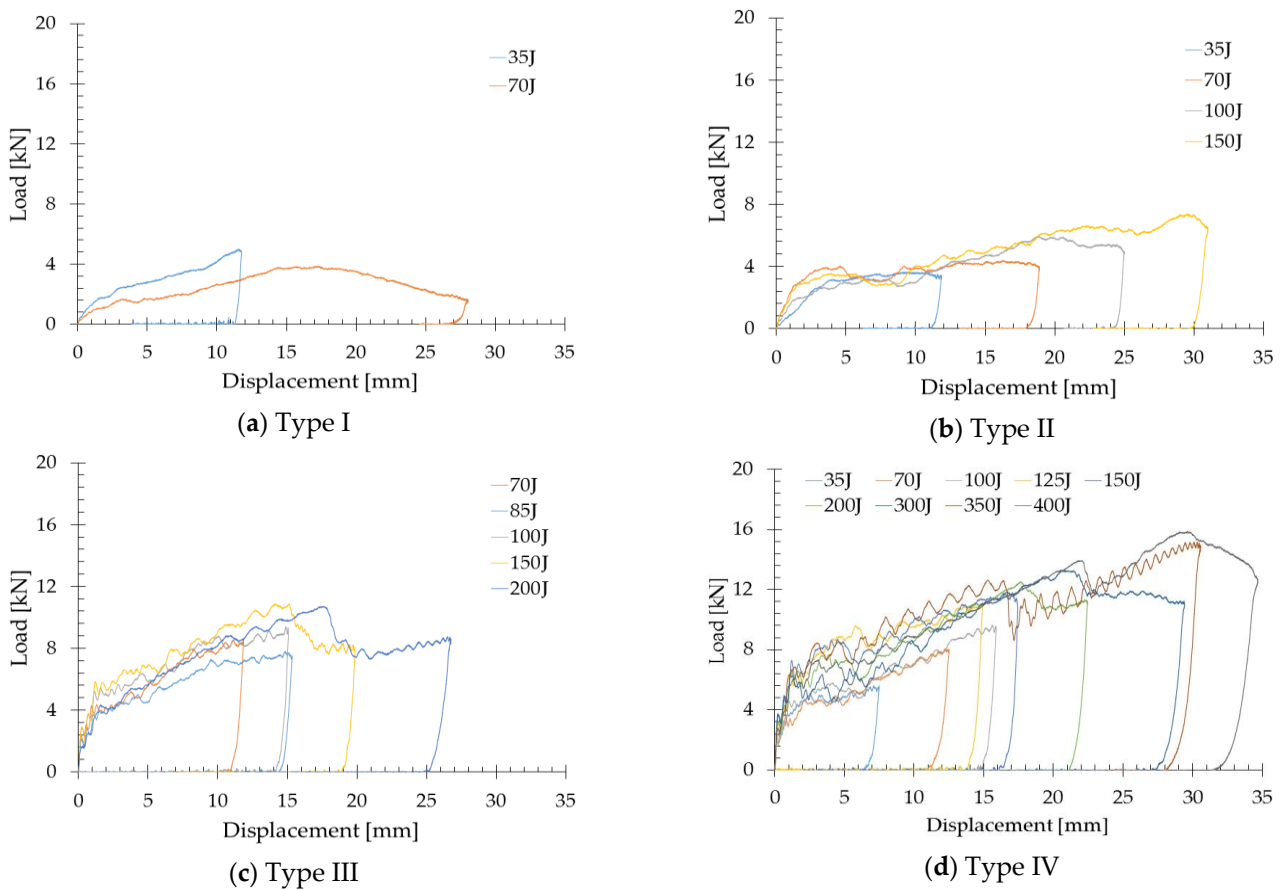 20
16
12
8
4
0
Load [kN]
0 5 10 15 20 25 30 35
Displacement [mm]
35J
70J
(a) Type I
20
16
12
8
4
0
Load [kN]
0 5 10 15 20 25 30 35
Displacement [mm]
35J
70J
100J
150J
(b) Type II
20
16
12
8
4
0
Load [kN]
0 5 10 15 20 25 30 35
Displacement [mm]
70J
85J
100J
150J
200J
(c) Type III
20
16
12
8
4
0
Load [kN]
0 5 10 15 20 25 30 35
Displacement [mm]
35J 70J 100J 125J 150J
200J 300J 350J 400J
(d) Type IV